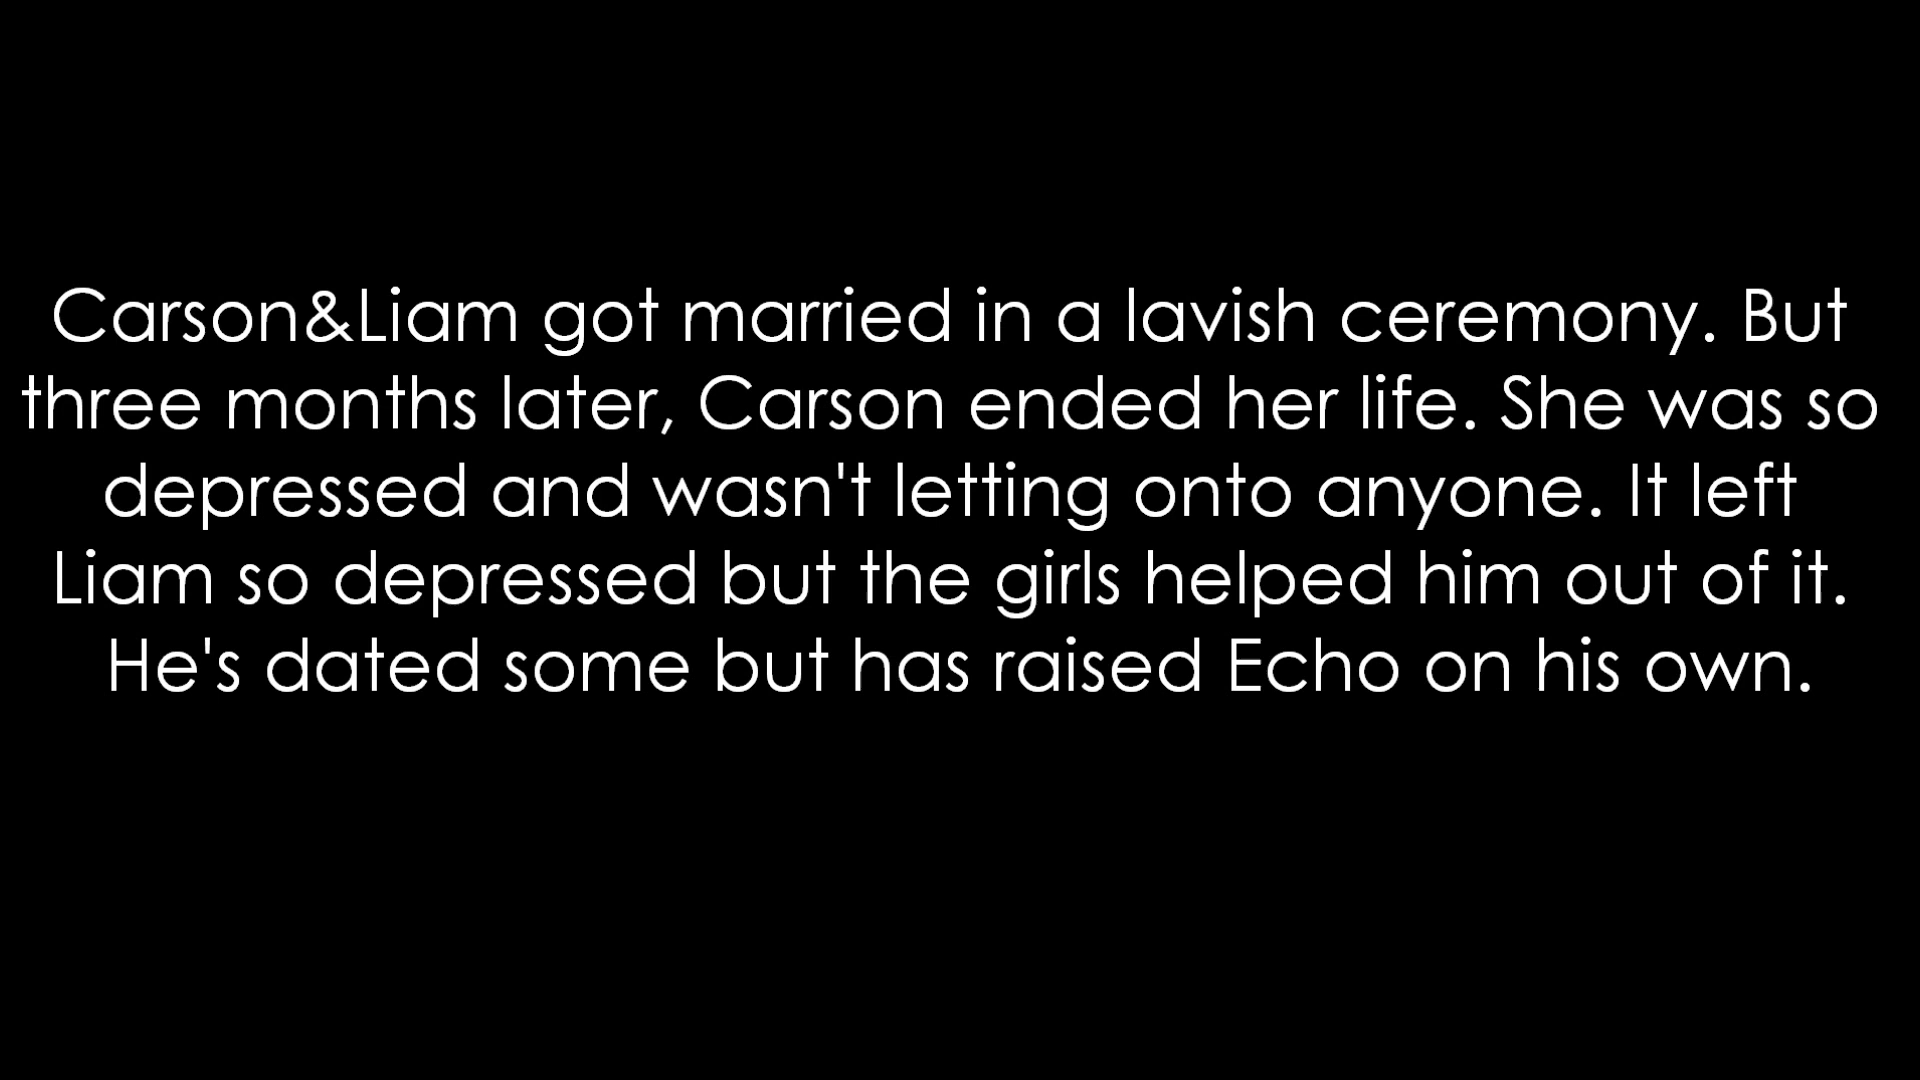 Carson&Liam got married in a lavish ceremony. But
three months later, Carson ended her life. She was so
depressed and wasn't letting onto anyone. It left
Liam so depressed but the girls helped him out of it.
He's dated some but has raised Echo on his own.